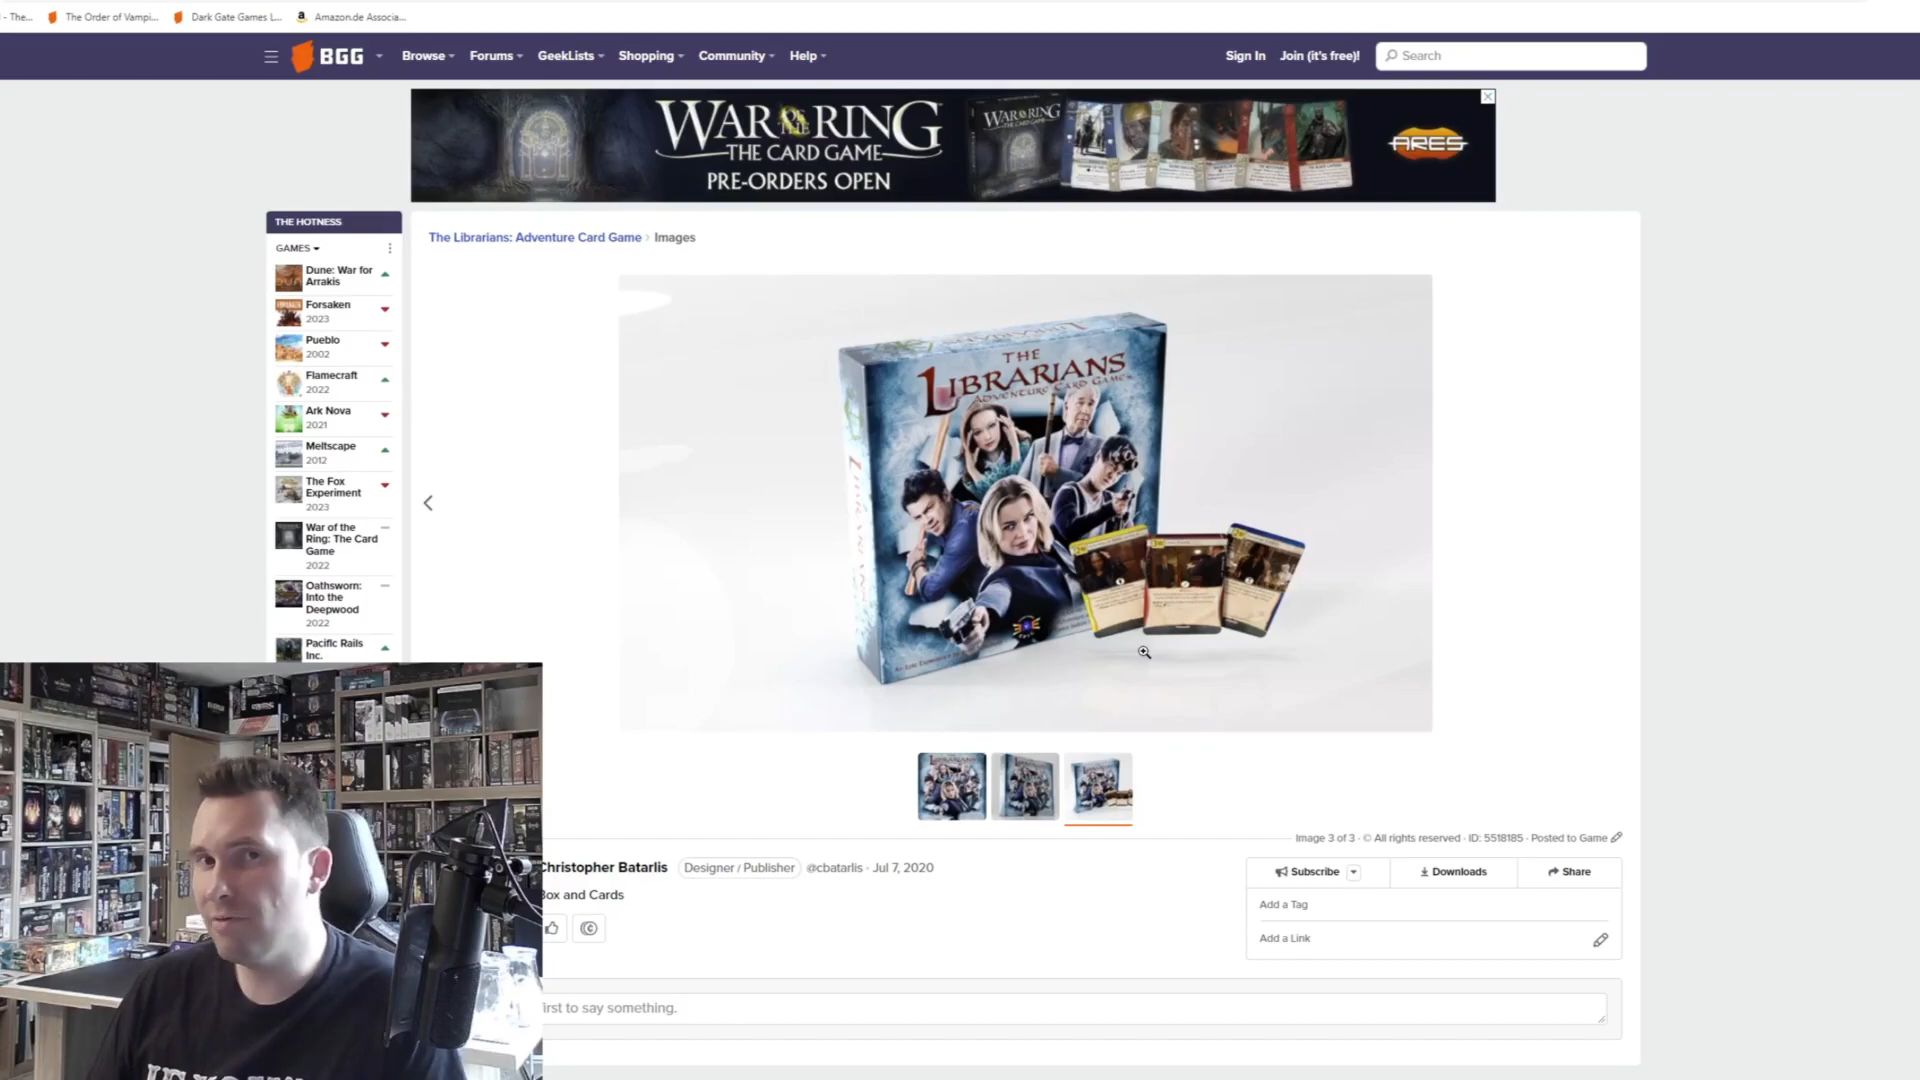 - The...
The Order of Vampi...
Dark Gate Games L...
Amazon.de Associa...
BGG
Browse
Forums
GeekLists
Shopping
Community
Help
Sign In
Join (it's free)!
Search
WAR OF THE RING
THE CARD GAME
PRE-ORDERS OPEN
WAR RING
ARES
THE HOTNESS
GAMES
Dune: War for
Arrakis
Forsaken
2023
Pueblo
2002
Flamecraft
2022
Ark Nova
2021
Meltscape
2012
The Fox
Experiment
2023
War of the
Ring: The Card
Game
2022
Oathsworn:
Into the
Deepwood
2022
Pacific Rails
Inc.
The Librarians: Adventure Card Game › Images
THE
LIBRARIANS
ADVENTURE CARD GAMES
Image 3 of 3 · © All rights reserved · ID: 5518185 · Posted to Game
Christopher Batarlis
Designer / Publisher
@cbatarlis · Jul 7, 2020
Box and Cards
Subscribe
Downloads
Share
Add a Tag
Add a Link
first to say something.